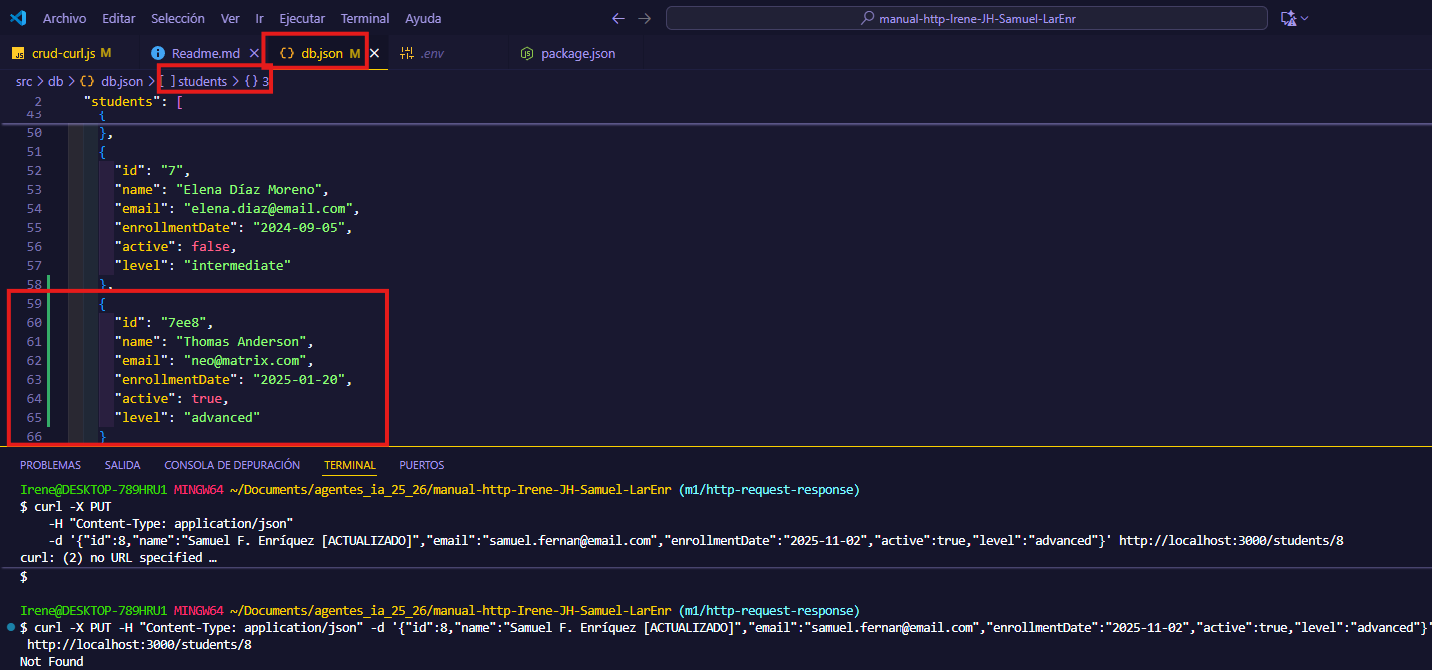 Archivo Editar Selección Ver Ir Ejecutar Terminal Ayuda manual-http-Irene-JH-Samuel-LarEnr
JS crud-curl.js M Readme.md {} db.json M .env package.json
src > db > {} db.json > [ ] students > {} 3
2 "students": [
43 {
50 },
51 {
52 "id": "7",
53 "name": "Elena Díaz Moreno",
54 "email": "elena.diaz@email.com",
55 "enrollmentDate": "2024-09-05",
56 "active": false,
57 "level": "intermediate"
58 },
59 {
60 "id": "7ee8",
61 "name": "Thomas Anderson",
62 "email": "neo@matrix.com",
63 "enrollmentDate": "2025-01-20",
64 "active": true,
65 "level": "advanced"
66 }
PROBLEMAS SALIDA CONSOLA DE DEPURACIÓN TERMINAL PUERTOS
Irene@DESKTOP-789HRU1 MINGW64 ~/Documents/agentes_ia_25_26/manual-http-Irene-JH-Samuel-LarEnr (m1/http-request-response)
$ curl -X PUT
-H "Content-Type: application/json"
-d '{"id":8,"name":"Samuel F. Enríquez [ACTUALIZADO]","email":"samuel.fernan@email.com","enrollmentDate":"2025-11-02","active":true,"level":"advanced"}' http://localhost:3000/students/8
curl: (2) no URL specified …
$
Irene@DESKTOP-789HRU1 MINGW64 ~/Documents/agentes_ia_25_26/manual-http-Irene-JH-Samuel-LarEnr (m1/http-request-response)
$ curl -X PUT -H "Content-Type: application/json" -d '{"id":8,"name":"Samuel F. Enríquez [ACTUALIZADO]","email":"samuel.fernan@email.com","enrollmentDate":"2025-11-02","active":true,"level":"advanced"}'
http://localhost:3000/students/8
Not Found